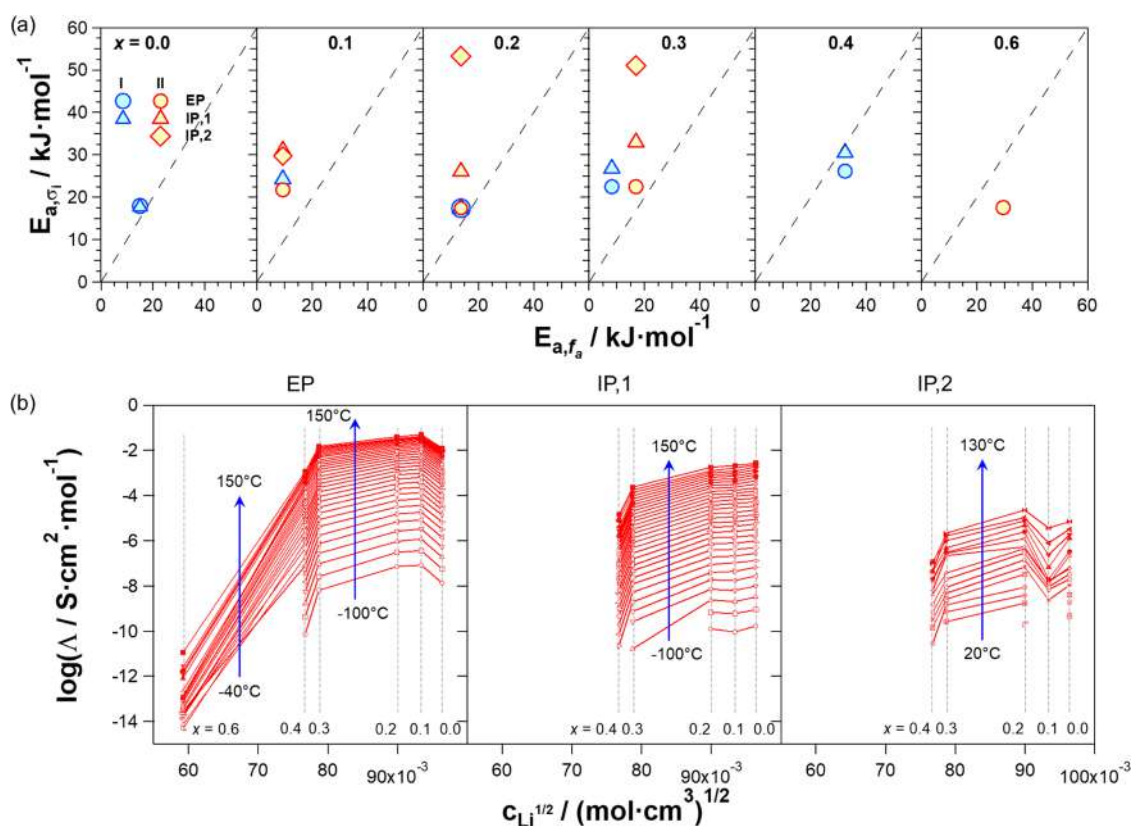 (a)
x = 0.0 0.1 0.2 0.3 0.4 0.6
I II
EP
IP,1
IP,2
E_{a,σ_i} / kJ·mol^{-1}
60
50
40
30
20
10
0
0 20 40 0 20 40 0 20 40 0 20 40 0 20 40 0 20 40 60
E_{a,f_a} / kJ·mol^{-1}
(b)
EP IP,1 IP,2
log(Λ / S·cm^2·mol^{-1})
0
-2
-4
-6
-8
-10
-12
-14
150°C
150°C
-100°C
-40°C
x = 0.6 0.4 0.3 0.2 0.1 0.0
150°C
-100°C
x = 0.4 0.3 0.2 0.1 0.0
130°C
20°C
x = 0.4 0.3 0.2 0.1 0.0
60 70 80 90x10^{-3} 60 70 80 90x10^{-3} 60 70 80 90 100x10^{-3}
c_{Li}^{1/2} / (mol·cm^3)^{1/2}